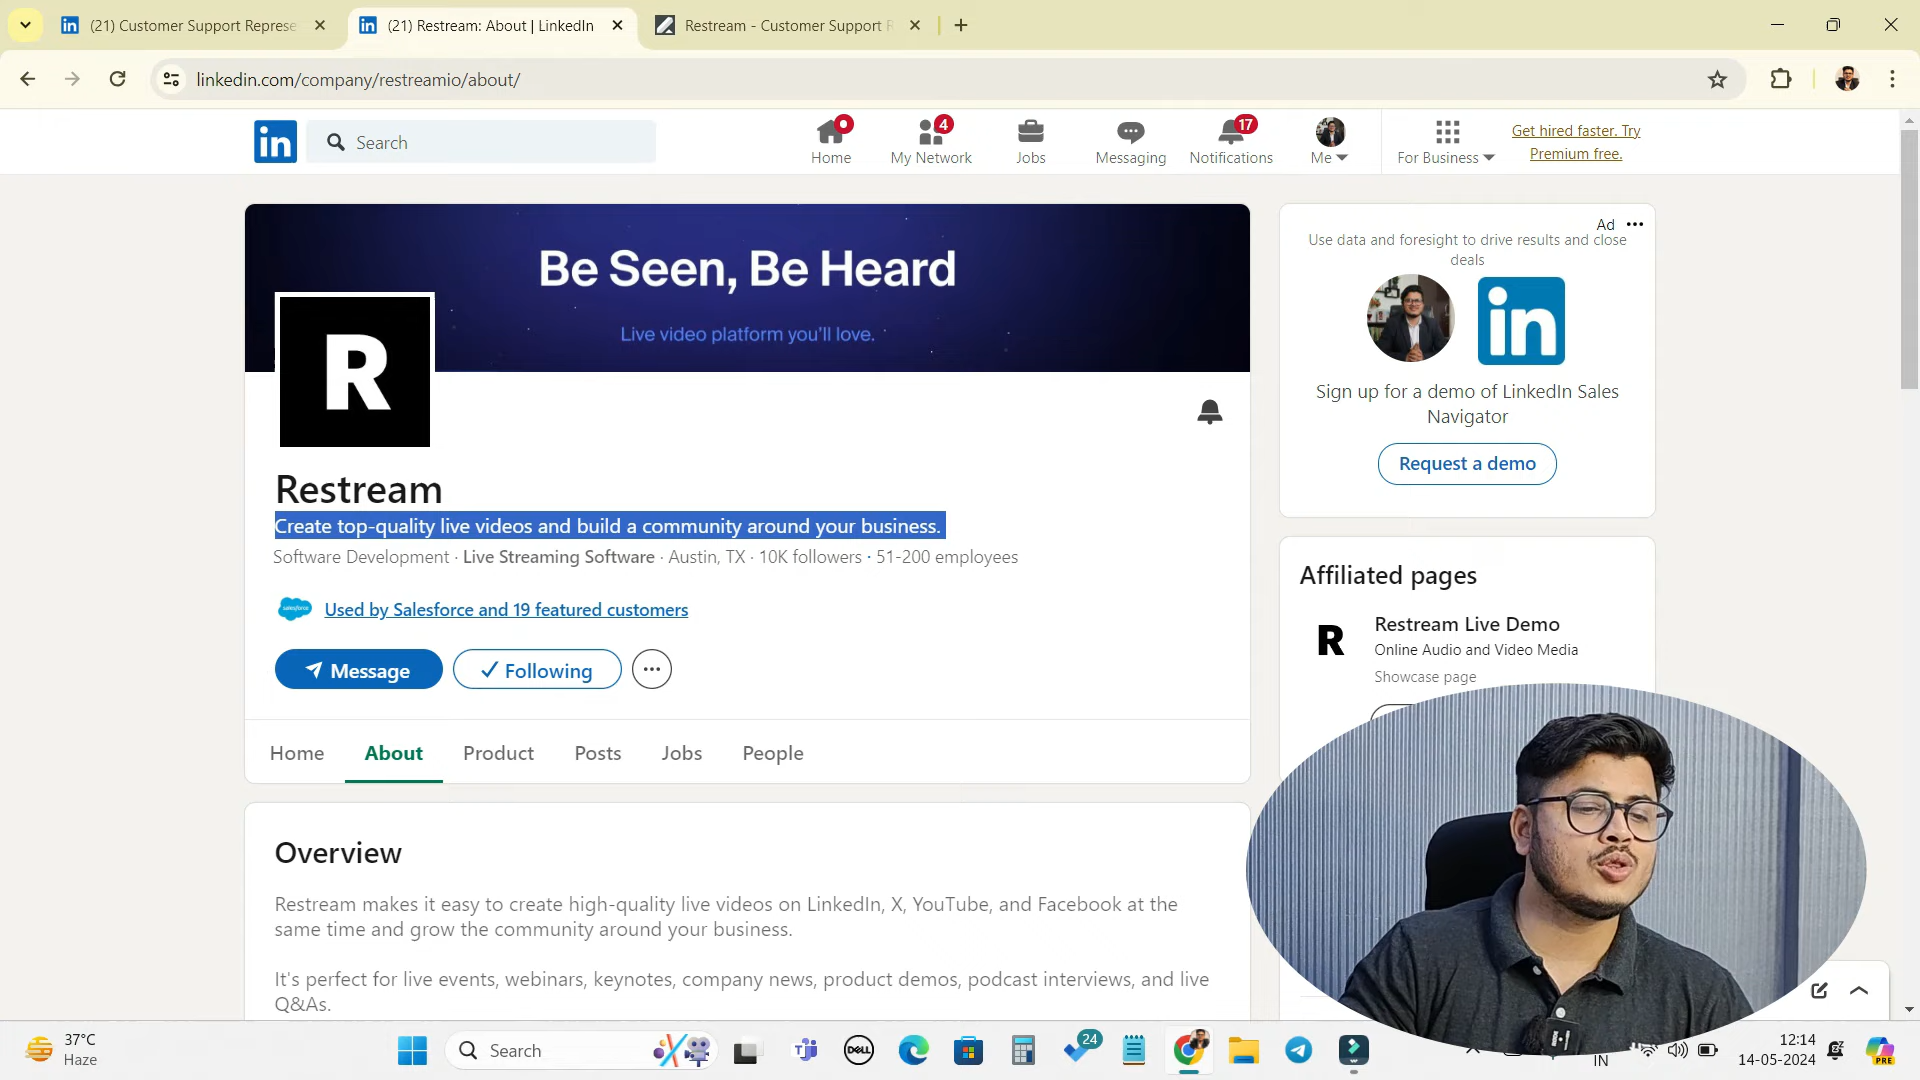 (21) Customer Support Represe
(21) Restream: About | LinkedIn
Restream - Customer Support R
linkedin.com/company/restreamio/about/
in
Search
Home
4
My Network
Jobs
Messaging
17
Notifications
Me
For Business
Get hired faster. Try
Premium free.
Be Seen, Be Heard
Live video platform you'll love.
R
Restream
Create top-quality live videos and build a community around your business.
Software Development · Live Streaming Software · Austin, TX · 10K followers · 51-200 employees
salesforce
Used by Salesforce and 19 featured customers
Message
Following
Home
About
Product
Posts
Jobs
People
Overview
Restream makes it easy to create high-quality live videos on LinkedIn, X, YouTube, and Facebook at the
same time and grow the community around your business.
It's perfect for live events, webinars, keynotes, company news, product demos, podcast interviews, and live
Q&As.
Ad
Use data and foresight to drive results and close
deals
in
Sign up for a demo of LinkedIn Sales
Navigator
Request a demo
Affiliated pages
R
Restream Live Demo
Online Audio and Video Media
Showcase page
37°C
Haze
Search
DELL
24
IN
12:14
14-05-2024
PRE